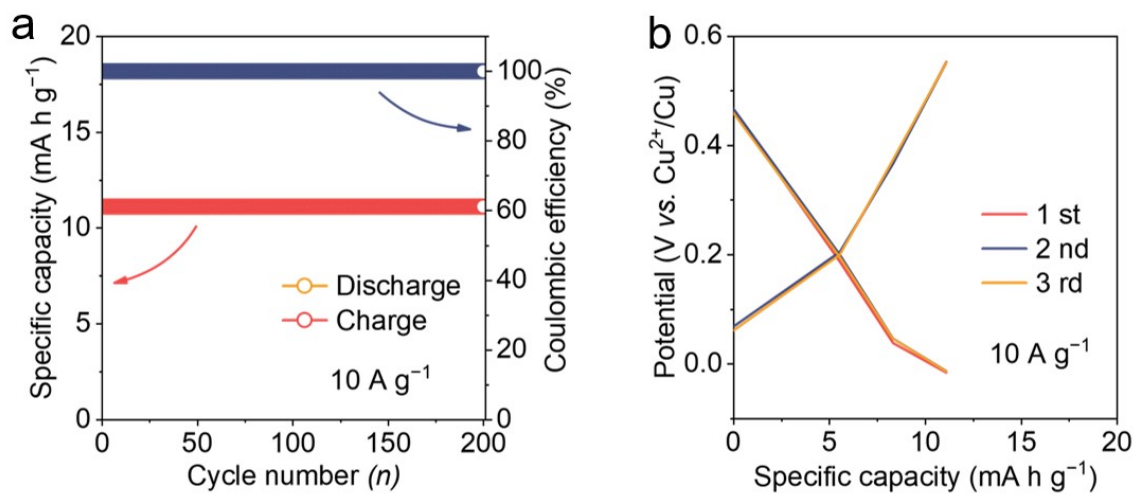 a
20
15
10
5
0
Specific capacity (mA h g⁻¹)
100
80
60
40
20
0
Coulombic efficiency (%)
Discharge
Charge
10 A g⁻¹
0 50 100 150 200
Cycle number (n)
b
0.6
0.4
0.2
0.0
Potential (V vs. Cu²⁺/Cu)
1 st
2 nd
3 rd
10 A g⁻¹
0 5 10 15 20
Specific capacity (mA h g⁻¹)